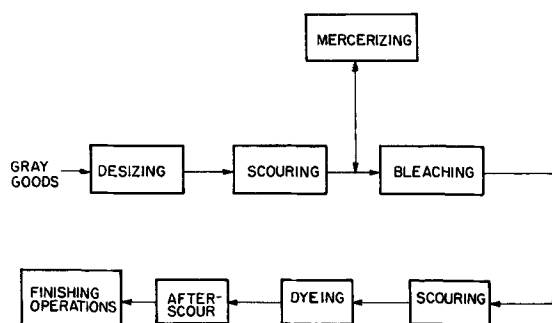 MERCERIZING
GRAY
GOODS
DESIZING
SCOURING
BLEACHING
FINISHING
OPERATIONS
AFTER-
SCOUR
DYEING
SCOURING